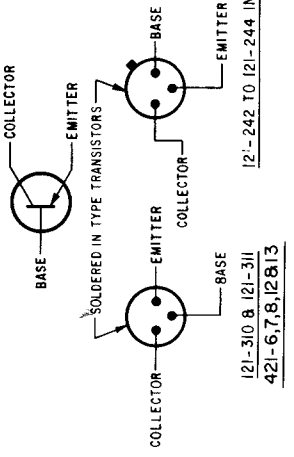 COLLECTOR
BASE
EMITTER
SOLDERED IN TYPE TRANSISTORS
COLLECTOR
EMITTER
BASE
121-310 & 121-311
421-6,7,8,12&13
BASE
EMITTER
COLLECTOR
121-242 TO 121-244 IN